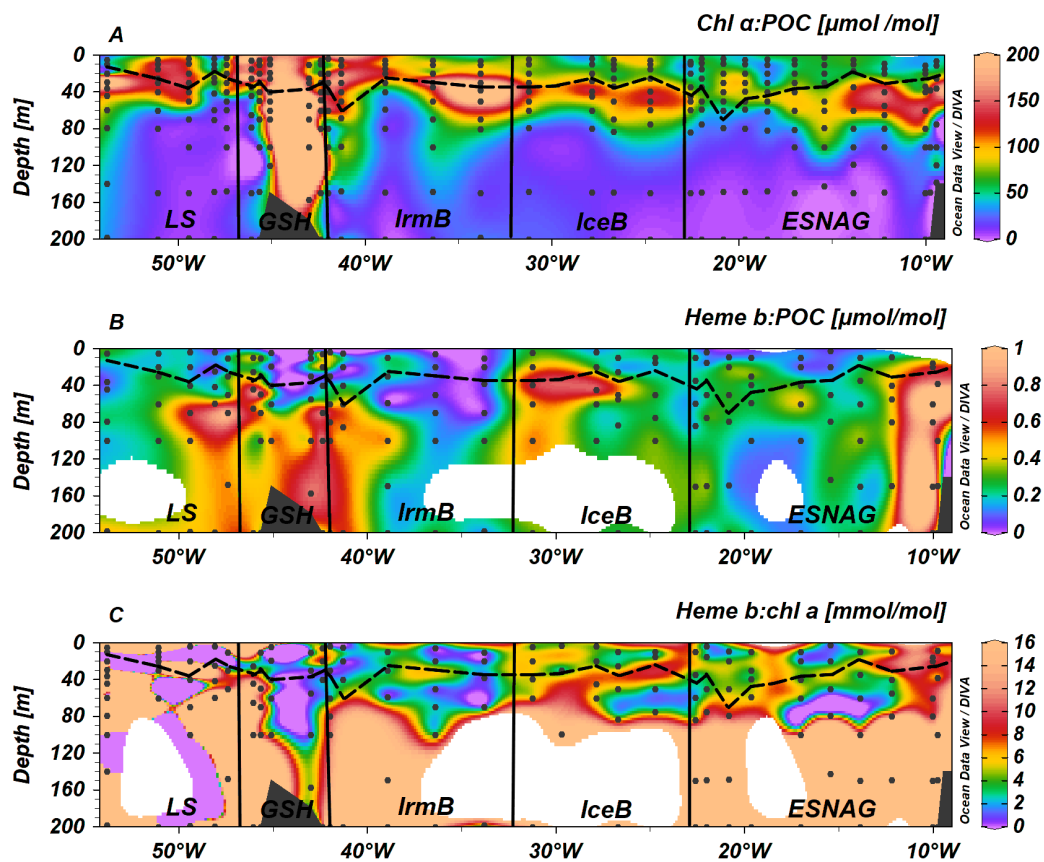 A Chl α:POC [µmol /mol]
0
40
80
120
160
200
Depth [m]
LS GSH IrmB IceB ESNAG
50°W 40°W 30°W 20°W 10°W
200
150
100
50
0
Ocean Data View / DIVA
B Heme b:POC [µmol/mol]
0
40
80
120
160
200
Depth [m]
LS GSH IrmB IceB ESNAG
50°W 40°W 30°W 20°W 10°W
1
0.8
0.6
0.4
0.2
0
Ocean Data View / DIVA
C Heme b:chl a [mmol/mol]
0
40
80
120
160
200
Depth [m]
LS GSH IrmB IceB ESNAG
50°W 40°W 30°W 20°W 10°W
16
14
12
10
8
6
4
2
0
Ocean Data View / DIVA